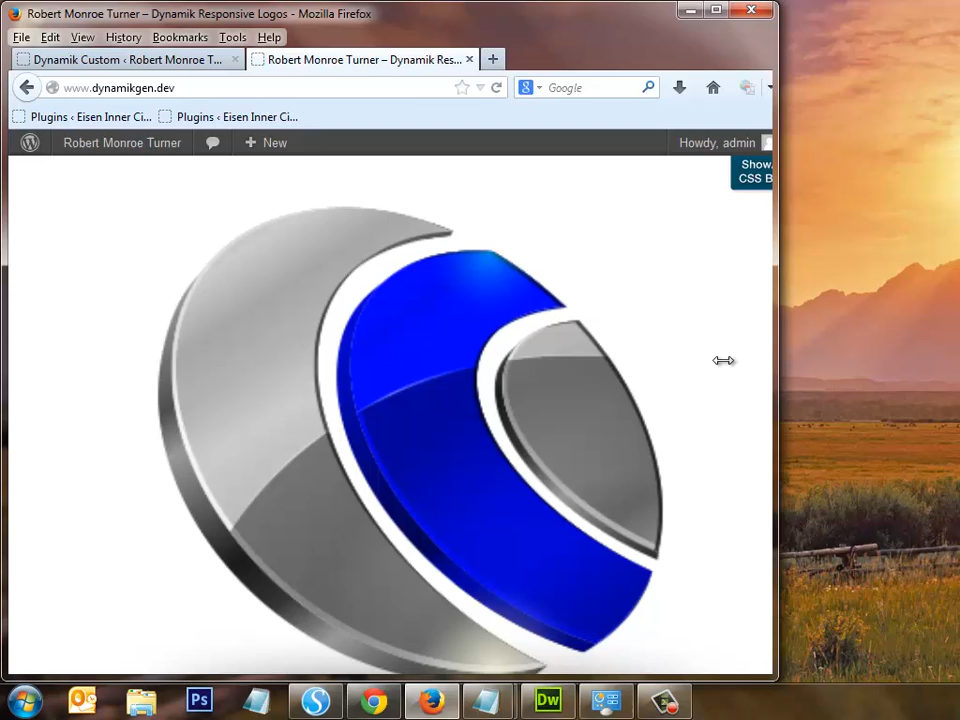 Robert Monroe Turner – Dynamik Responsive Logos - Mozilla Firefox
File Edit View History Bookmarks Tools Help
Dynamik Custom ‹ Robert Monroe T... Robert Monroe Turner – Dynamik Res...
www.dynamikgen.dev Google
Plugins ‹ Eisen Inner Ci... Plugins ‹ Eisen Inner Ci...
Robert Monroe Turner + New Howdy, admin
Show.
CSS B
Ps Dw